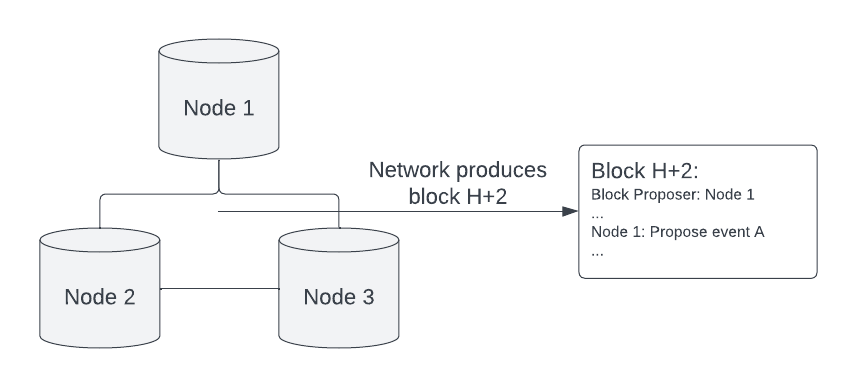 Node 1
Network produces
block H+2
Block H+2:
Block Proposer: Node 1
...
Node 1: Propose event A
...
Node 2
Node 3